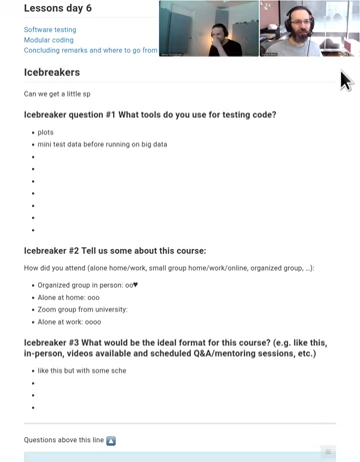 Lessons day 6
Software testing
Modular coding
Concluding remarks and where to go from
Icebreakers
Can we get a little sp
Icebreaker question #1 What tools do you use for testing code?
• plots
• mini test data before running on big data
Icebreaker #2 Tell us some about this course:
How did you attend (alone home/work, small group home/work/online, organized group, …):
• Organized group in person: oo♥
• Alone at home: ooo
• Zoom group from university:
• Alone at work: oooo
Icebreaker #3 What would be the ideal format for this course? (e.g. like this,
in-person, videos available and scheduled Q&A/mentoring sessions, etc.)
• like this but with some sche
Questions above this line